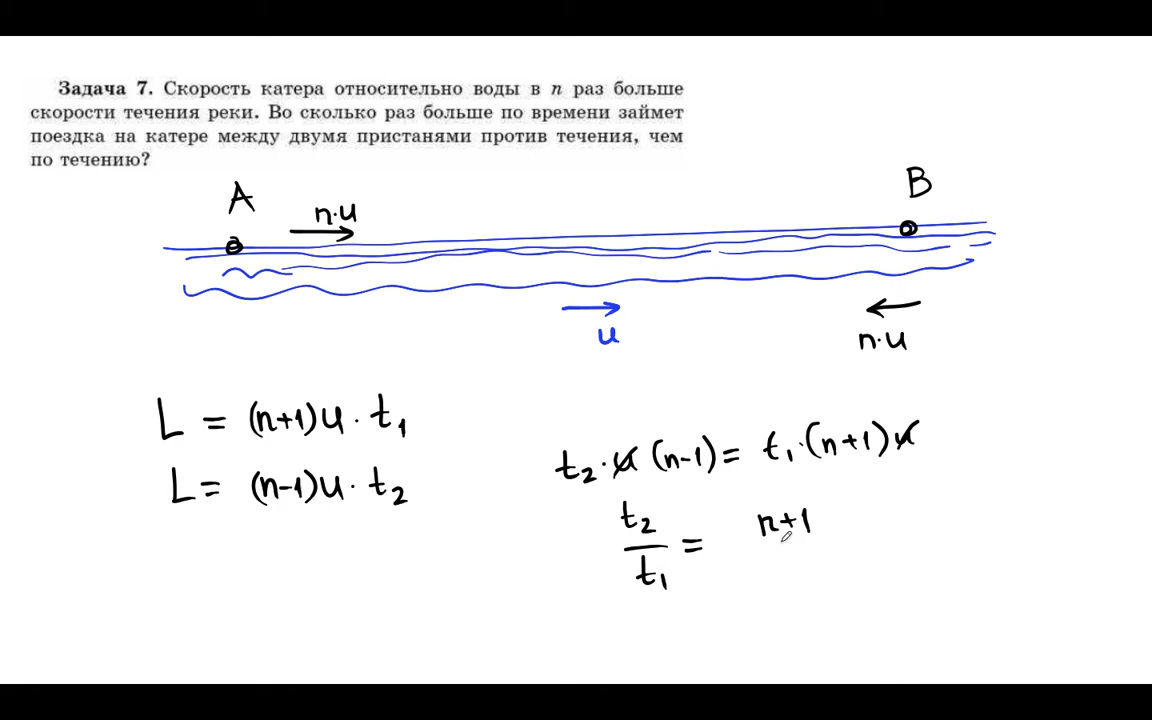 Задача 7. Скорость катера относительно воды в n раз больше
скорости течения реки. Во сколько раз больше по времени займет
поездка на катере между двумя пристанями против течения, чем
по течению?
A
n·u
B
u
n·u
L = (n+1)u · t₁
L = (n-1)u · t₂
t₂·u (n-1) = t₁·(n+1)u
t₂/t₁ = n+1